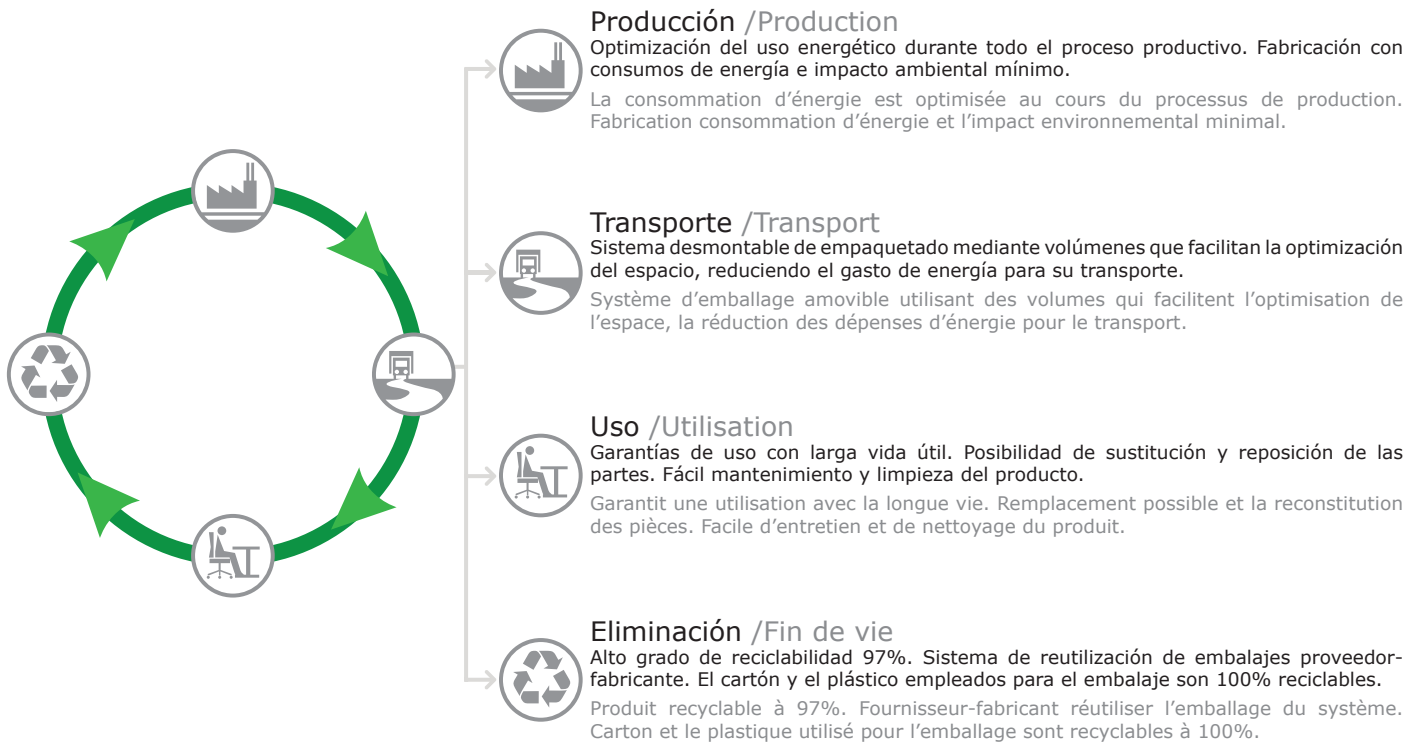 Producción /Production
Optimización del uso energético durante todo el proceso productivo. Fabricación con
consumos de energía e impacto ambiental mínimo.
La consommation d’énergie est optimisée au cours du processus de production.
Fabrication consommation d’énergie et l’impact environnemental minimal.
Transporte /Transport
Sistema desmontable de empaquetado mediante volúmenes que facilitan la optimización
del espacio, reduciendo el gasto de energía para su transporte.
Système d’emballage amovible utilisant des volumes qui facilitent l’optimisation de
l’espace, la réduction des dépenses d’énergie pour le transport.
Uso /Utilisation
Garantías de uso con larga vida útil. Posibilidad de sustitución y reposición de las
partes. Fácil mantenimiento y limpieza del producto.
Garantit une utilisation avec la longue vie. Remplacement possible et la reconstitution
des pièces. Facile d’entretien et de nettoyage du produit.
Eliminación /Fin de vie
Alto grado de reciclabilidad 97%. Sistema de reutilización de embalajes proveedor-
fabricante. El cartón y el plástico empleados para el embalaje son 100% reciclables.
Produit recyclable à 97%. Fournisseur-fabricant réutiliser l’emballage du système.
Carton et le plastique utilisé pour l’emballage sont recyclables à 100%.